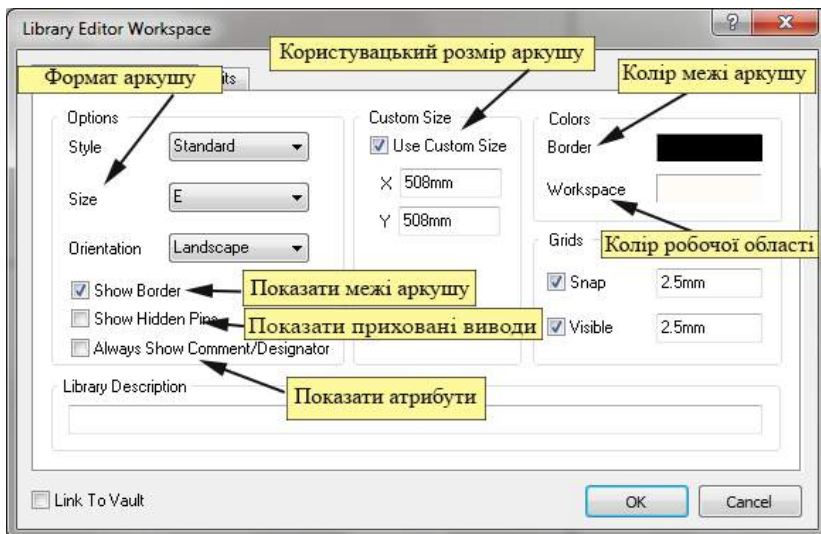 Library Editor Workspace
Користувацький розмір аркушу
Формат аркушу
Колір межі аркушу
Options
Custom Size
Colors
Style
Standard
Use Custom Size
Border
X
508mm
Size
E
Workspace
Y
508mm
Orientation
Landscape
Grids
Колір робочої області
Show Border
Показати межі аркушу
Snap
2.5mm
Show Hidden Pins
Показати приховані виводи
Visible
2.5mm
Always Show Comment/Designator
Library Description
Показати атрибути
Link To Vault
OK
Cancel